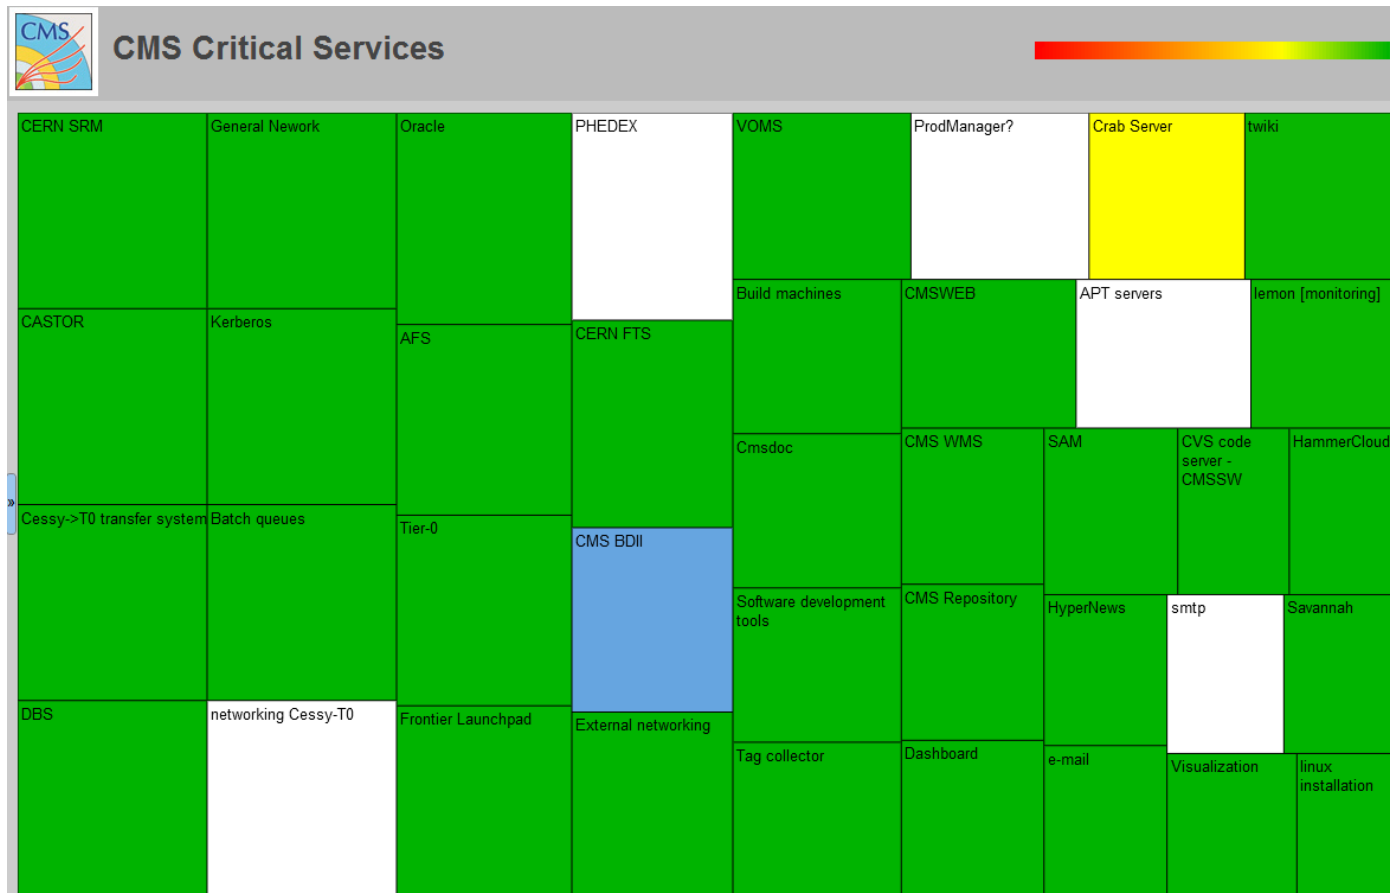 CMS
CMS Critical Services
CERN SRM
General Nework
Oracle
PHEDEX
VOMS
ProdManager?
Crab Server
twiki
Build machines
CMSWEB
APT servers
lemon [monitoring]
CASTOR
Kerberos
AFS
CERN FTS
Cmsdoc
CMS WMS
SAM
CVS code
server -
CMSSW
HammerCloud
»
Cessy->T0 transfer system
Batch queues
Tier-0
CMS BDII
Software development
tools
CMS Repository
HyperNews
smtp
Savannah
DBS
networking Cessy-T0
Frontier Launchpad
External networking
Tag collector
Dashboard
e-mail
Visualization
linux
installation